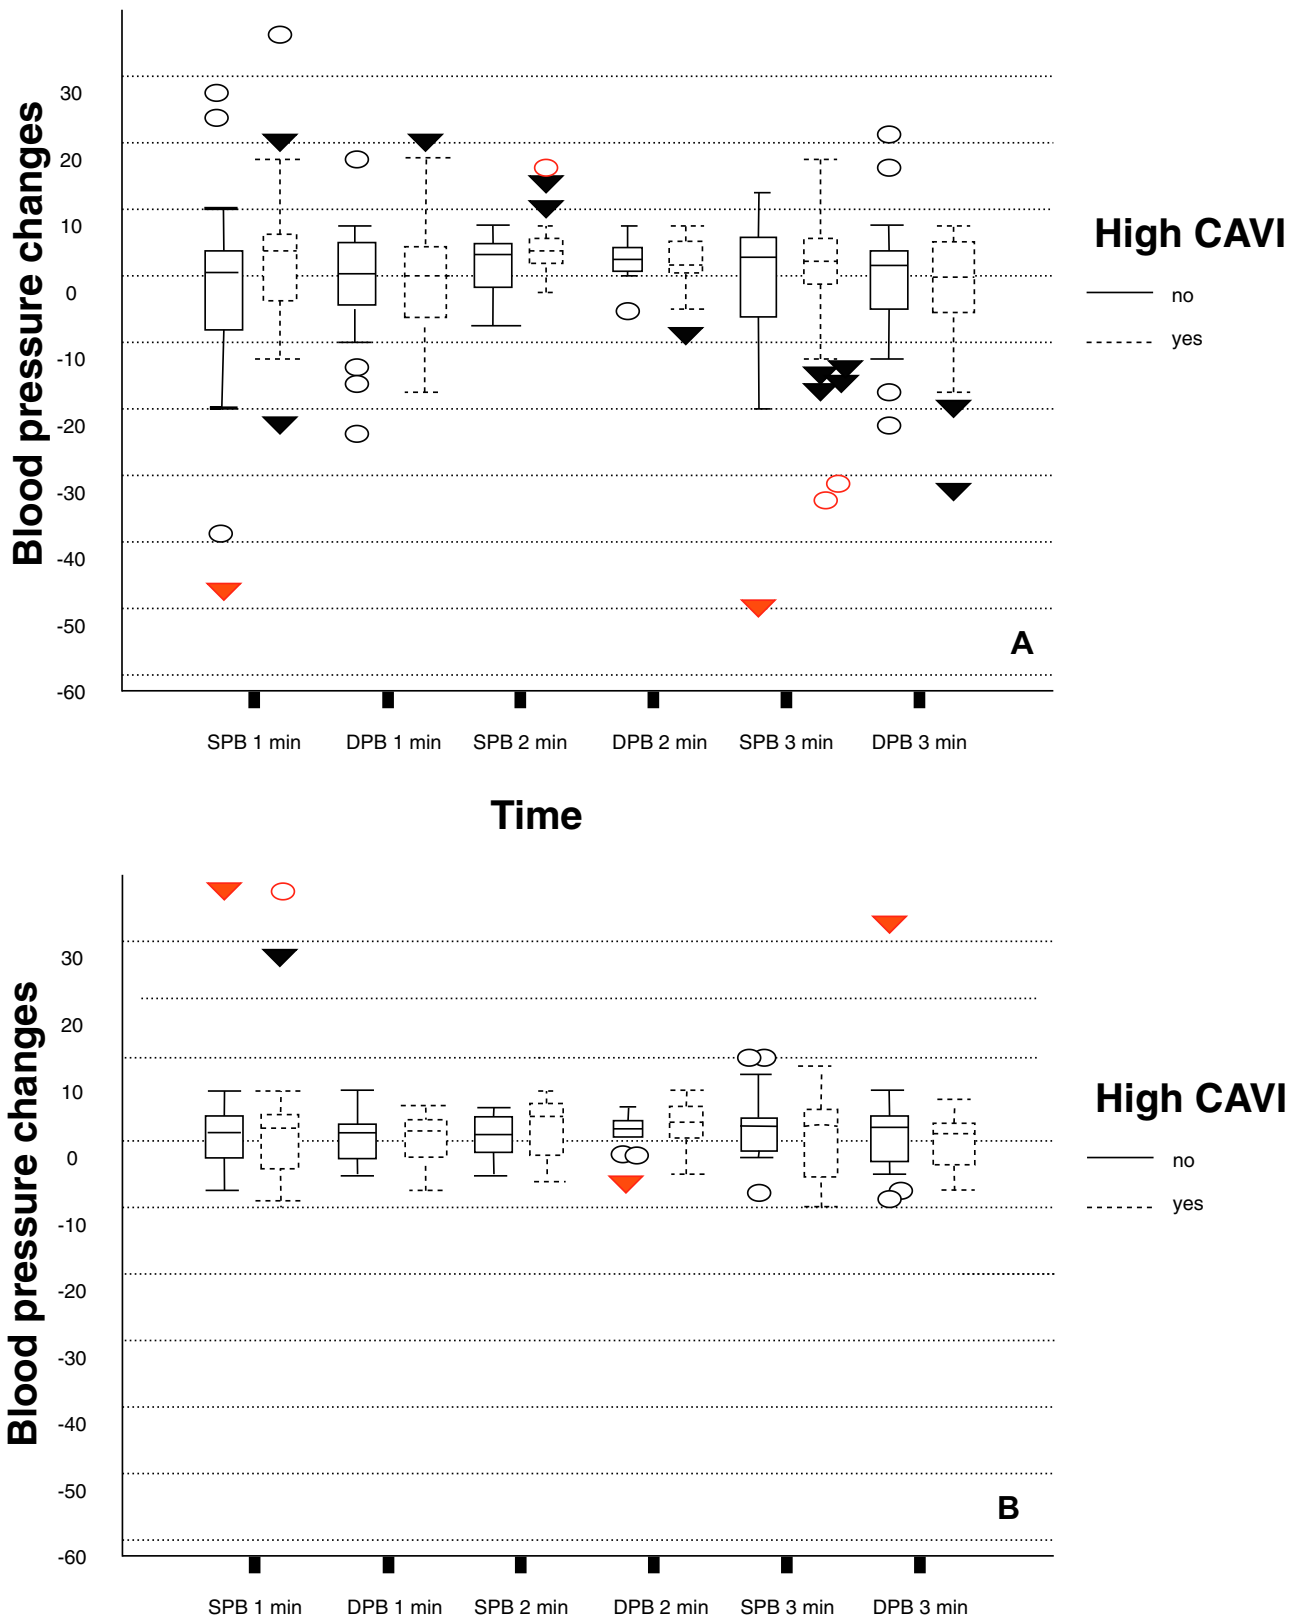 Blood pressure changes
30
20
10
0
-10
-20
-30
-40
-50
-60
High CAVI
no
yes
A
SPB 1 min DPB 1 min SPB 2 min DPB 2 min SPB 3 min DPB 3 min
Time
Blood pressure changes
30
20
10
0
-10
-20
-30
-40
-50
-60
High CAVI
no
yes
B
SPB 1 min DPB 1 min SPB 2 min DPB 2 min SPB 3 min DPB 3 min